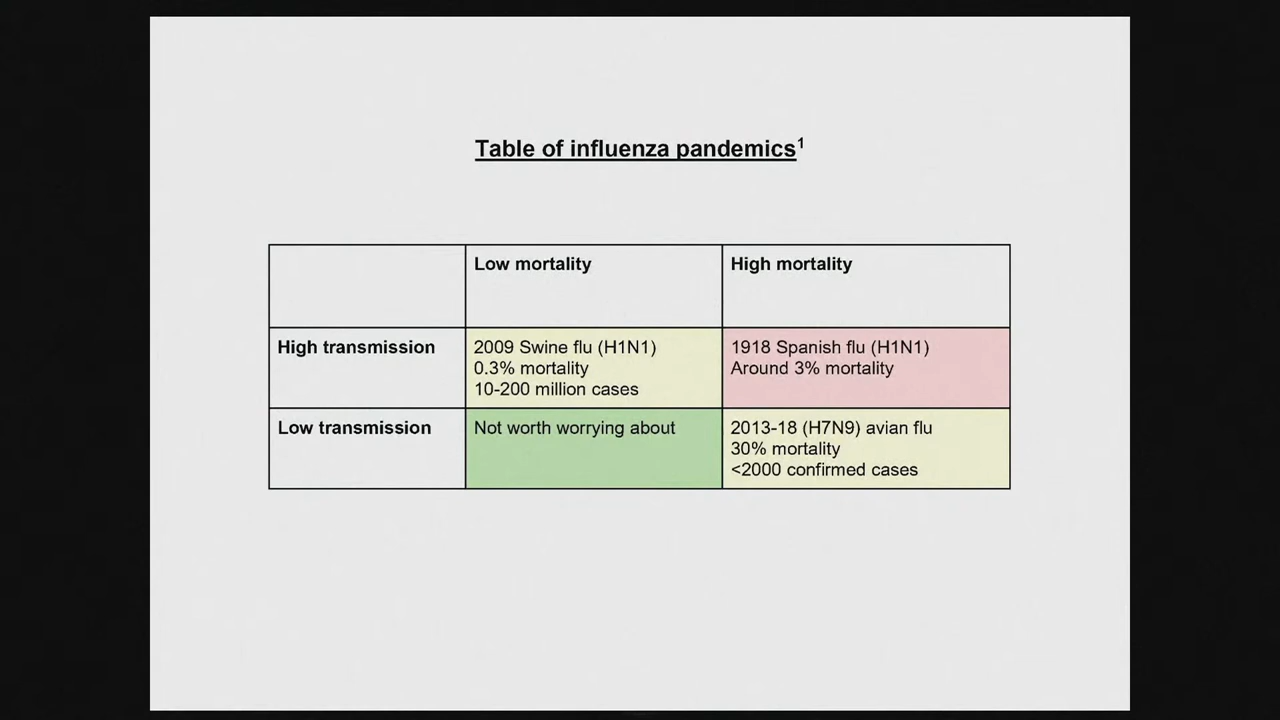 Table of influenza pandemics¹
Low mortality
High mortality
High transmission
2009 Swine flu (H1N1)
0.3% mortality
10-200 million cases
1918 Spanish flu (H1N1)
Around 3% mortality
Low transmission
Not worth worrying about
2013-18 (H7N9) avian flu
30% mortality
<2000 confirmed cases